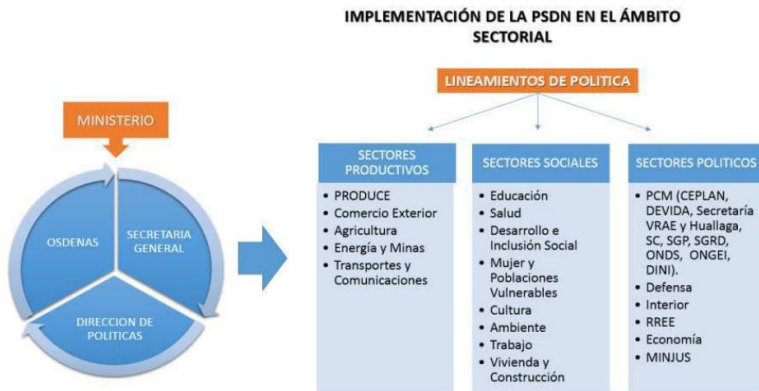 IMPLEMENTACIÓN DE LA PSDN EN EL ÁMBITO
SECTORIAL
MINISTERIO
OSDENAS
SECRETARIA
GENERAL
DIRECCION DE
POLITICAS
LINEAMIENTOS DE POLITICA
SECTORES
PRODUCTIVOS
• PRODUCE
• Comercio Exterior
• Agricultura
• Energía y Minas
• Transportes y
Comunicaciones
SECTORES SOCIALES
• Educación
• Salud
• Desarrollo e
Inclusión Social
• Mujer y
Poblaciones
Vulnerables
• Cultura
• Ambiente
• Trabajo
• Vivienda y
Construcción
SECTORES POLITICOS
• PCM (CEPLAN,
DEVIDA, Secretaría
VRAE y Huallaga,
SC, SGP, SGRD,
ONDS, ONGEI,
DINI).
• Defensa
• Interior
• RREE
• Economía
• MINJUS